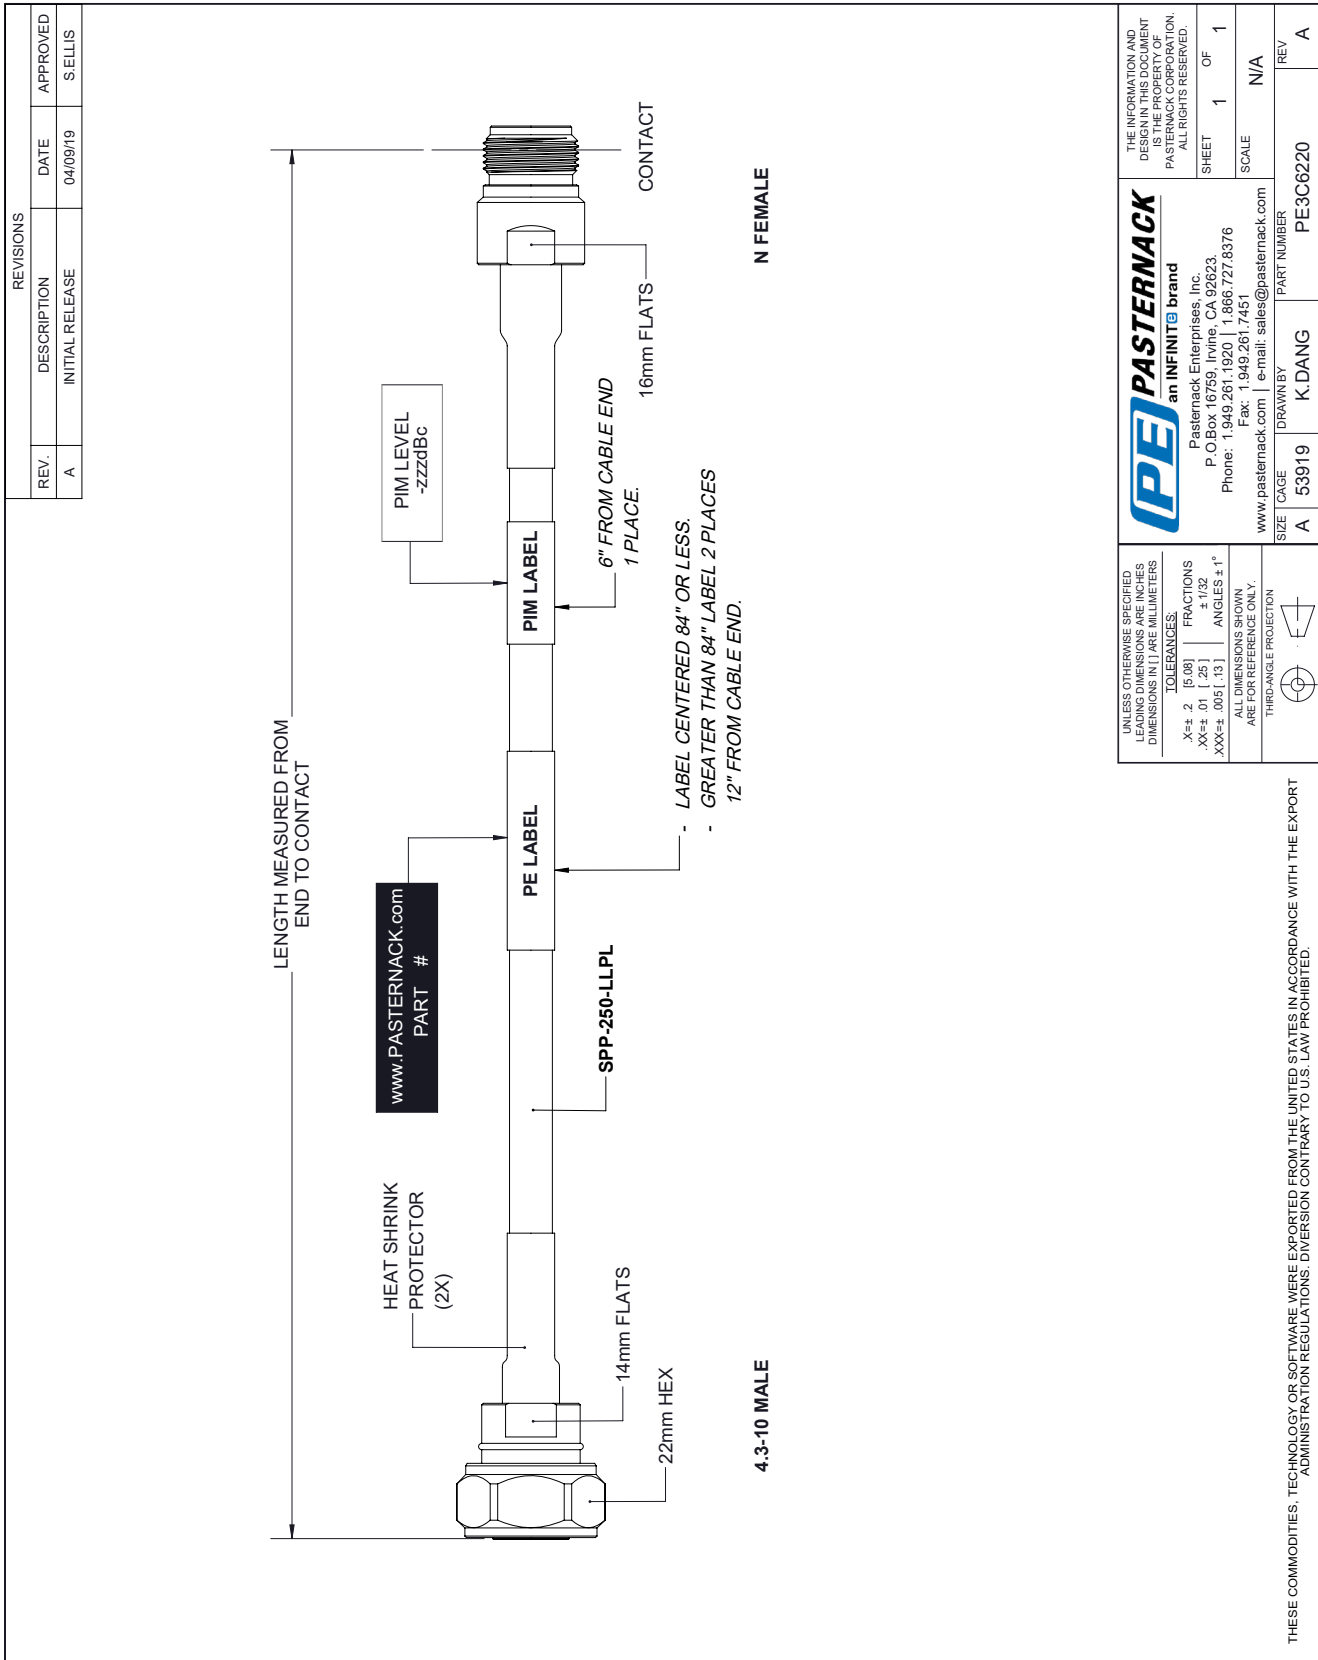 REVISIONS
REV. DESCRIPTION DATE APPROVED
A INITIAL RELEASE 04/09/19 S.ELLIS
LENGTH MEASURED FROM
END TO CONTACT
www.PASTERNACK.com
PART #
PIM LEVEL
-zzzdBc
HEAT SHRINK
PROTECTOR
(2X)
PE LABEL
PIM LABEL
14mm FLATS
22mm HEX
SPP-250-LLPL
6" FROM CABLE END
1 PLACE.
16mm FLATS
CONTACT
- LABEL CENTERED 84" OR LESS.
- GREATER THAN 84" LABEL 2 PLACES
12" FROM CABLE END.
4.3-10 MALE
N FEMALE
UNLESS OTHERWISE SPECIFIED
LEADING DIMENSIONS ARE INCHES
DIMENSIONS IN [ ] ARE MILLIMETERS
TOLERANCES:
.X=± .2 [5.08] FRACTIONS
.XX=± .01 [ .25 ] ± 1/32
.XXX=± .005 [ .13 ] ANGLES ± 1°
ALL DIMENSIONS SHOWN
ARE FOR REFERENCE ONLY.
THIRD-ANGLE PROJECTION
PE PASTERNACK
an INFINITe brand
Pasternack Enterprises, Inc.
P.O.Box 16759, Irvine, CA 92623.
Phone: 1.949.261.1920 | 1.866.727.8376
Fax: 1.949.261.7451
www.pasternack.com | e-mail: sales@pasternack.com
THE INFORMATION AND
DESIGN IN THIS DOCUMENT
IS THE PROPERTY OF
PASTERNACK CORPORATION.
ALL RIGHTS RESERVED.
SHEET 1 OF 1
SCALE N/A
SIZE A
CAGE 53919
DRAWN BY K.DANG
PART NUMBER PE3C6220
REV A
THESE COMMODITIES, TECHNOLOGY OR SOFTWARE WERE EXPORTED FROM THE UNITED STATES IN ACCORDANCE WITH THE EXPORT
ADMINISTRATION REGULATIONS. DIVERSION CONTRARY TO U.S. LAW PROHIBITED.